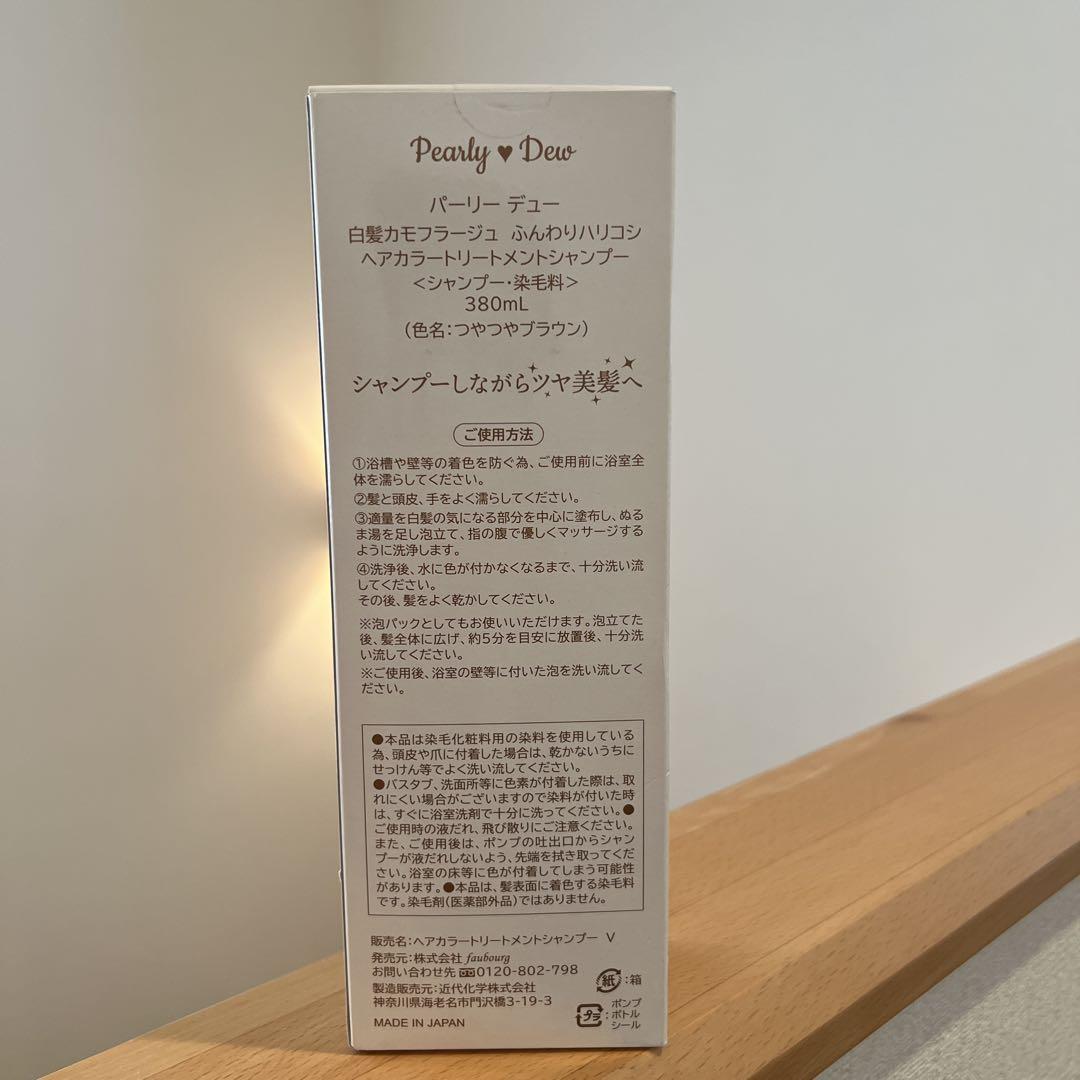 Pearly ♥ Dew
パーリー デュー
白髪カモフラージュ ふんわりハリコシ
ヘアカラートリートメントシャンプー
＜シャンプー・染毛料＞
380mL
（色名：つやつやブラウン）
シャンプーしながらツヤ美髪へ
ご使用方法
①浴槽や壁等の着色を防ぐ為、ご使用前に浴室全
体を濡らしてください。
②髪と頭皮、手をよく濡らしてください。
③適量を白髪の気になる部分を中心に塗布し、ぬる
ま湯を足し泡立て、指の腹で優しくマッサージする
ように洗浄します。
④洗浄後、水に色が付かなくなるまで、十分洗い流
してください。
その後、髪をよく乾かしてください。
※泡パックとしてもお使いいただけます。泡立てた
後、髪全体に広げ、約5分を目安に放置後、十分洗
い流してください。
※ご使用後、浴室の壁等に付いた泡を洗い流してく
ださい。
●本品は染毛化粧料用の染料を使用している
為、頭皮や爪に付着した場合は、乾かないうちに
せっけん等でよく洗い流してください。
●バスタブ、洗面所等に色素が付着した際は、取
れにくい場合がございますので染料が付いた時
は、すぐに浴室洗剤で十分に洗ってください。●
ご使用時の液だれ、飛び散りにご注意ください。
また、ご使用後は、ポンプの吐出口からシャン
プーが液だれしないよう、先端を拭き取ってくだ
さい。浴室の床等に色が付着してしまう可能性
があります。●本品は、髪表面に着色する染毛料
です。染毛剤（医薬部外品）ではありません。
販売名：ヘアカラートリートメントシャンプー V
発売元：株式会社 faubourg
お問い合わせ先 0120-802-798
製造販売元：近代化学株式会社
神奈川県海老名市門沢橋3-19-3
MADE IN JAPAN
紙：箱
プラ：ポンプ
ボトル
シール